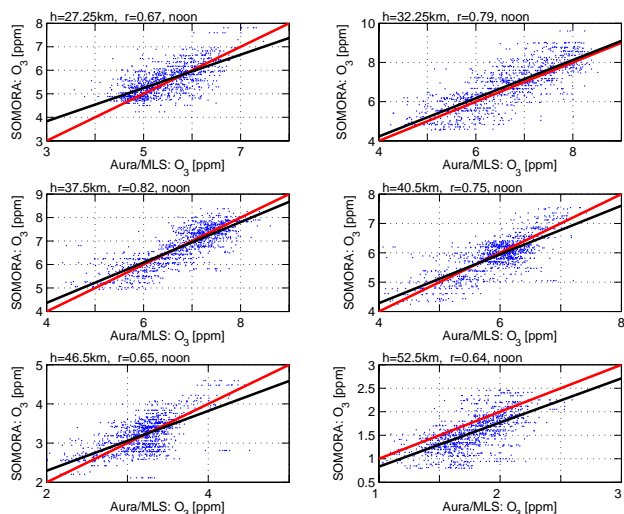 h=27.25km, r=0.67, noon
SOMORA: O3 [ppm]
8
7
6
5
4
3
3
5
7
Aura/MLS: O3 [ppm]
h=32.25km, r=0.79, noon
SOMORA: O3 [ppm]
10
8
6
4
4
6
8
Aura/MLS: O3 [ppm]
h=37.5km, r=0.82, noon
SOMORA: O3 [ppm]
9
8
7
6
5
4
4
6
8
Aura/MLS: O3 [ppm]
h=40.5km, r=0.75, noon
SOMORA: O3 [ppm]
8
7
6
5
4
4
6
8
Aura/MLS: O3 [ppm]
h=46.5km, r=0.65, noon
SOMORA: O3 [ppm]
5
4
3
2
2
4
Aura/MLS: O3 [ppm]
h=52.5km, r=0.64, noon
SOMORA: O3 [ppm]
3
2.5
2
1.5
1
0.5
1
2
3
Aura/MLS: O3 [ppm]